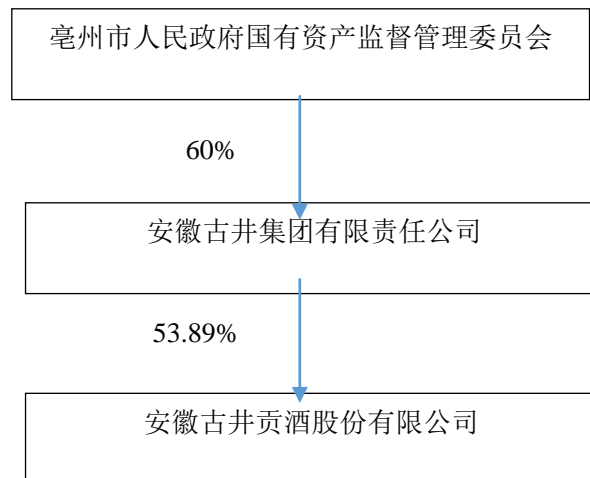 亳州市人民政府国有资产监督管理委员会
60%
安徽古井集团有限责任公司
53.89%
安徽古井贡酒股份有限公司